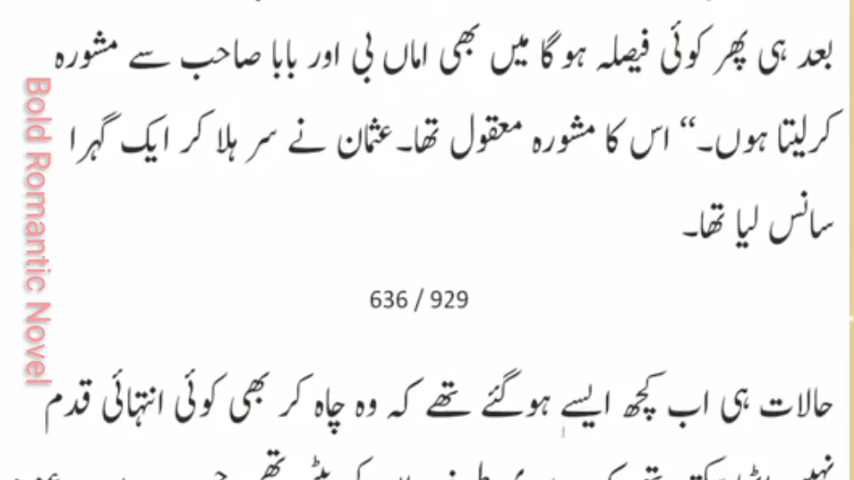 بعد ہی پھر کوئی فیصلہ ہو گا میں بھی اماں بی اور بابا صاحب سے مشورہ
کرلیتا ہوں۔“ اس کا مشورہ معقول تھا۔ عثمان نے سر ہلا کر ایک گہرا
سانس لیا تھا۔
636 / 929
حالات ہی اب کچھ ایسے ہوگئے تھے کہ وہ چاہ کر بھی کوئی انتہائی قدم
Bold Romantic Novel